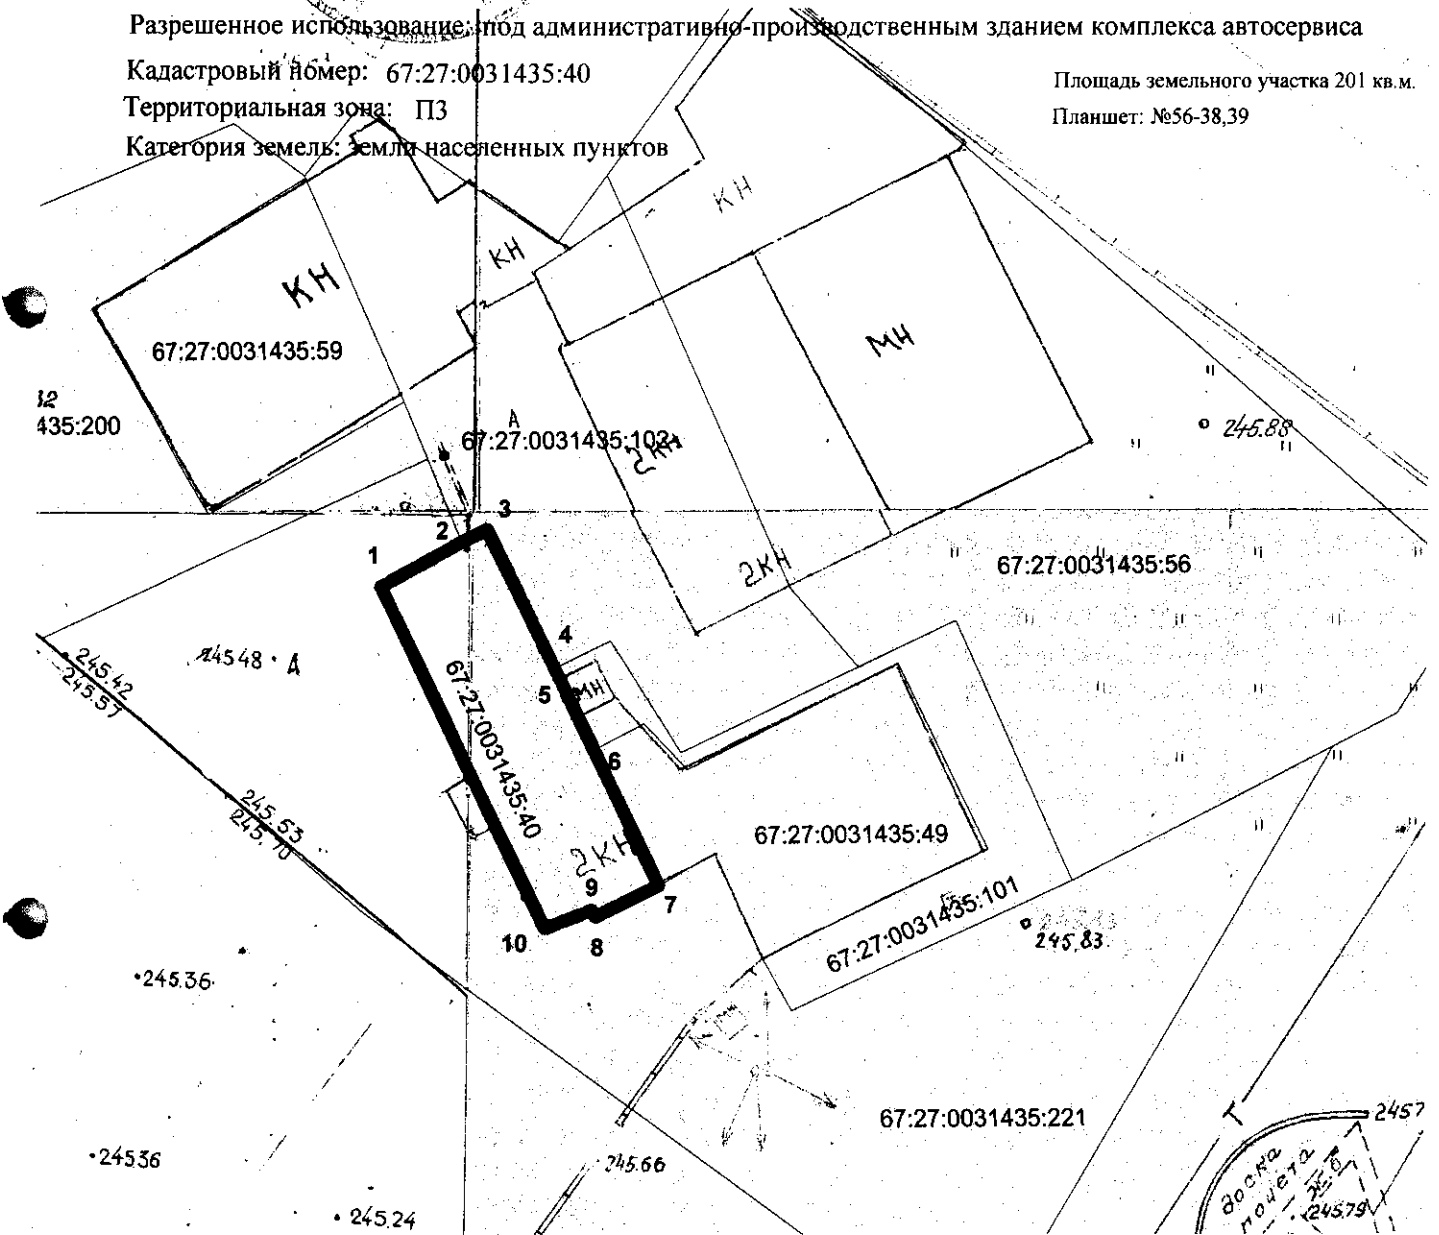 Разрешенное использование: под административно-производственным зданием комплекса автосервиса
Кадастровый номер: 67:27:0031435:40
Площадь земельного участка 201 кв.м.
Территориальная зона: П3
Планшет: №56-38,39
Категория земель: земли населенных пунктов
КН
КН
КН
67:27:0031435:59
МН
435:200
А
67:27:0031435:102
2КН
245.88
3
2
1
2КН
67:27:0031435:56
4
245.48
А
245.42
245.57
5
МН
67:27:0031435:40
6
245.53
245.70
2КН
67:27:0031435:49
9
7
67:27:0031435:101
10
8
245.83
245.36
67:27:0031435:221
2457
245.36
245.66
доска
почета
245.79
245.24